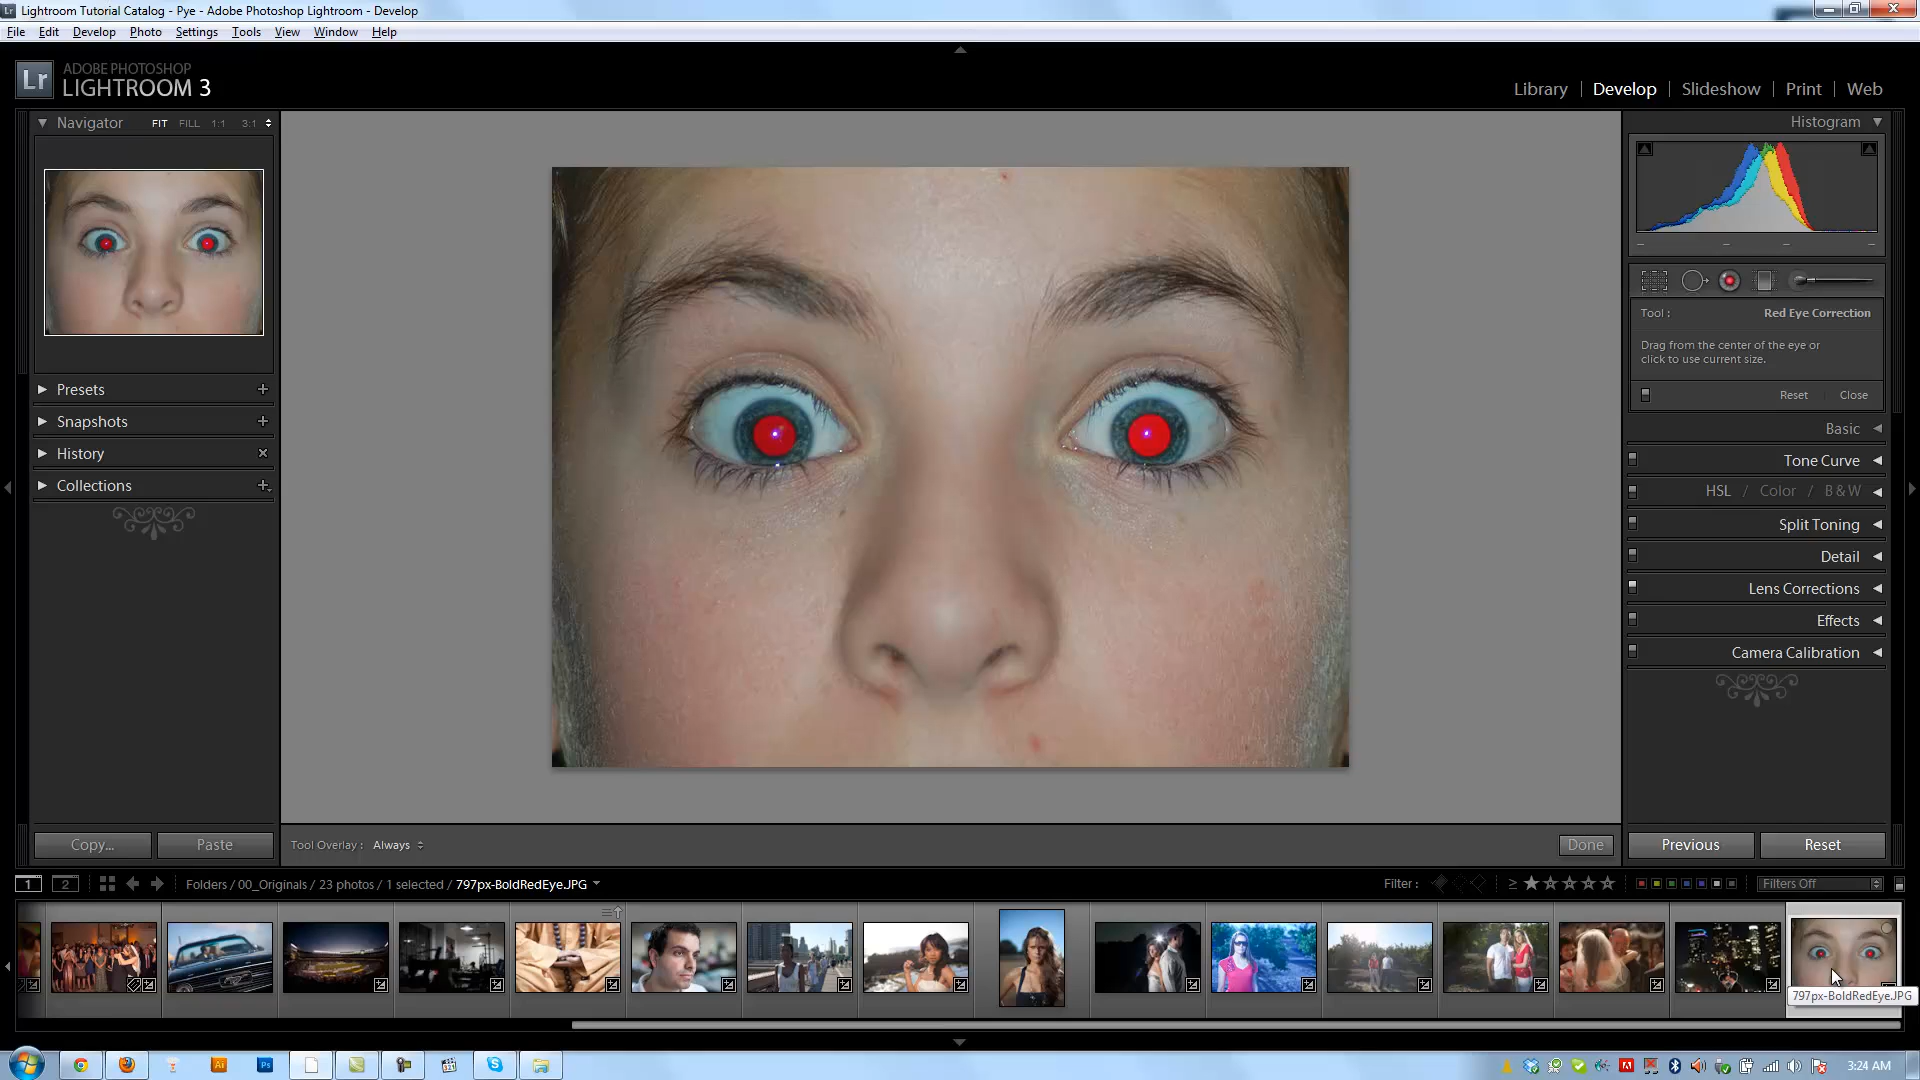 Lightroom Tutorial Catalog - Pye - Adobe Photoshop Lightroom - Develop
File Edit Develop Photo Settings Tools View Window Help
Lr ADOBE PHOTOSHOP
LIGHTROOM 3
Library | Develop | Slideshow | Print | Web
Navigator FIT FILL 1:1 3:1
Histogram
Tool : Red Eye Correction
Drag from the center of the eye or
click to use current size.
Reset Close
Presets
Snapshots
History
Collections
Basic
Tone Curve
HSL / Color / B & W
Split Toning
Detail
Lens Corrections
Effects
Camera Calibration
Copy... Paste
Tool Overlay : Always
Done
Previous Reset
1 2 Folders / 00_Originals / 23 photos / 1 selected / 797px-BoldRedEye.JPG
Filter : ≥ Filters Off
797px-BoldRedEye.JPG
Ai Ps
3:24 AM